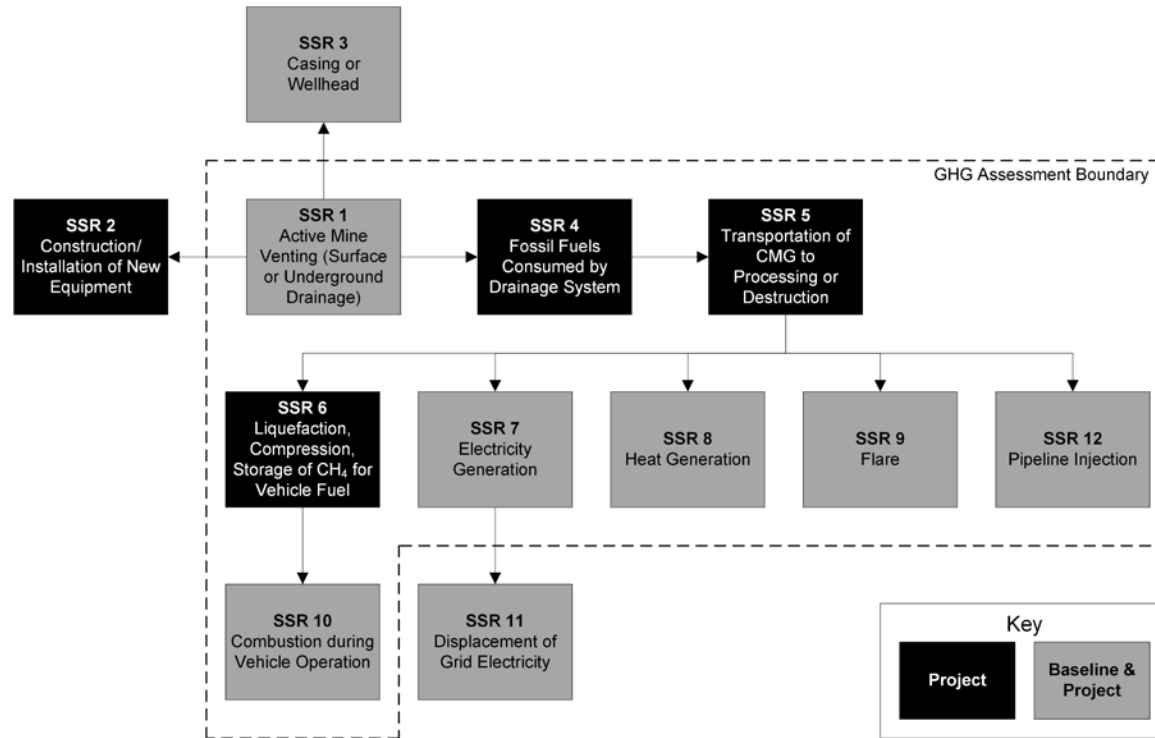 SSR 3
Casing or
Wellhead
GHG Assessment Boundary
SSR 2
Construction/
Installation of New
Equipment
SSR 1
Active Mine
Venting (Surface
or Underground
Drainage)
SSR 4
Fossil Fuels
Consumed by
Drainage System
SSR 5
Transportation of
CMG to
Processing or
Destruction
SSR 6
Liquefaction,
Compression,
Storage of CH₄ for
Vehicle Fuel
SSR 7
Electricity
Generation
SSR 8
Heat Generation
SSR 9
Flare
SSR 12
Pipeline Injection
SSR 10
Combustion during
Vehicle Operation
SSR 11
Displacement of
Grid Electricity
Key
Project
Baseline &
Project